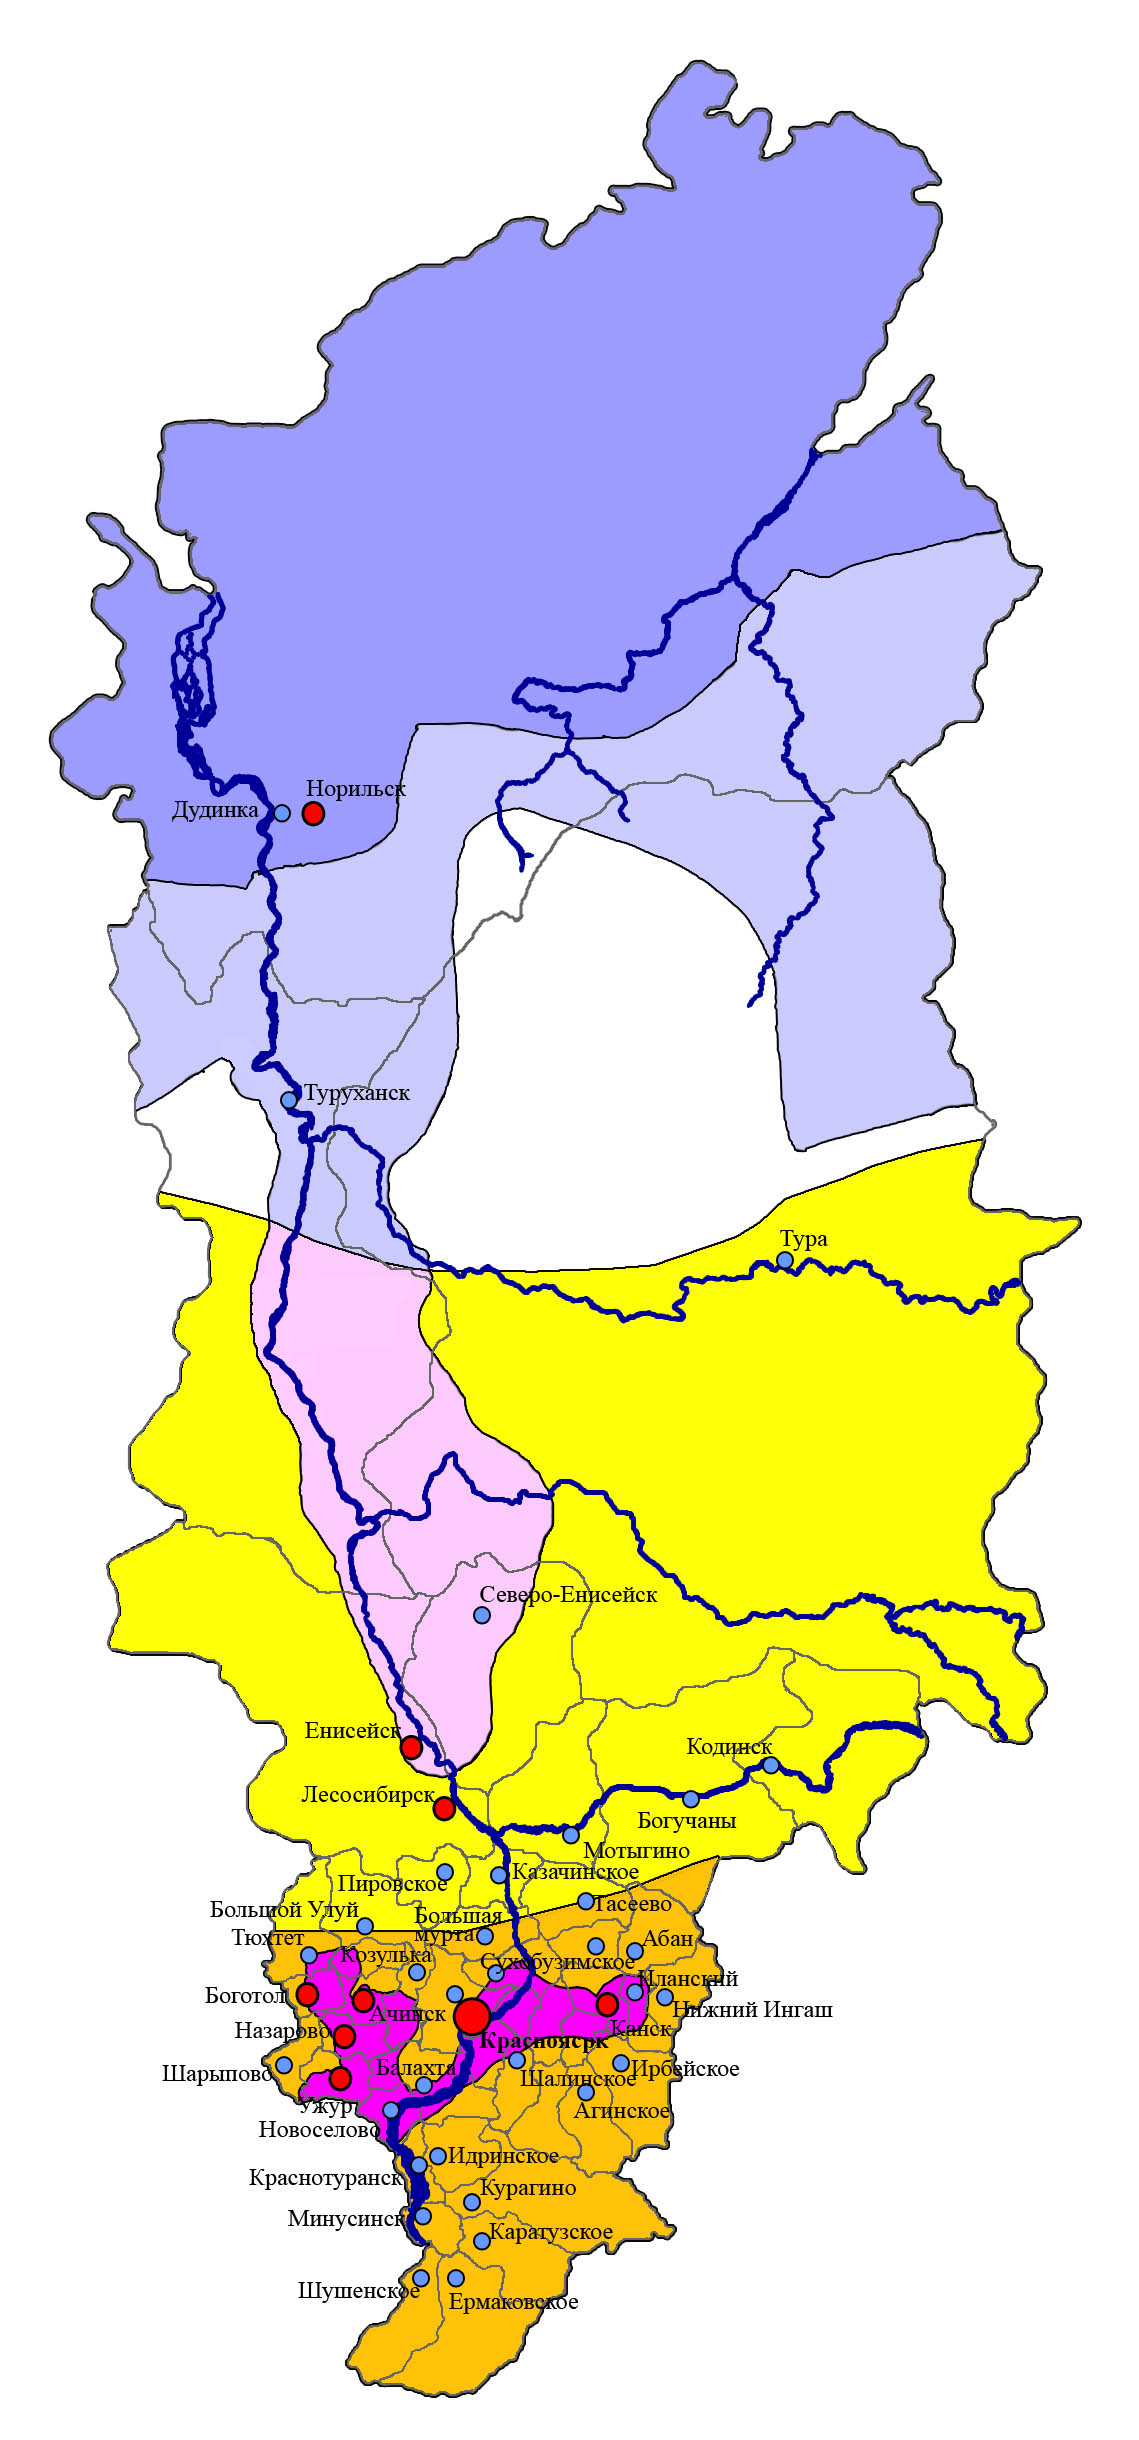 Норильск
Дудинка
Туруханск
Тура
Северо-Енисейск
Енисейск
Кодинск
Лесосибирск
Богучаны
Мотыгино
Казачинское
Пировское
Тасеево
Большой Улуй
Большая
мурта
Тюхтет
Абан
Козулька
Сухобузимское
Иланский
Боготол
Нижний Ингаш
Ачинск
Назарово
Канск
Красноясрк
Балахта
Ирбейское
Шарыпово
Шалинское
Ужур
Агинское
Новоселово
Идринское
Краснотуранск
Курагино
Минусинск
Каратузское
Шушенское
Ермаковское